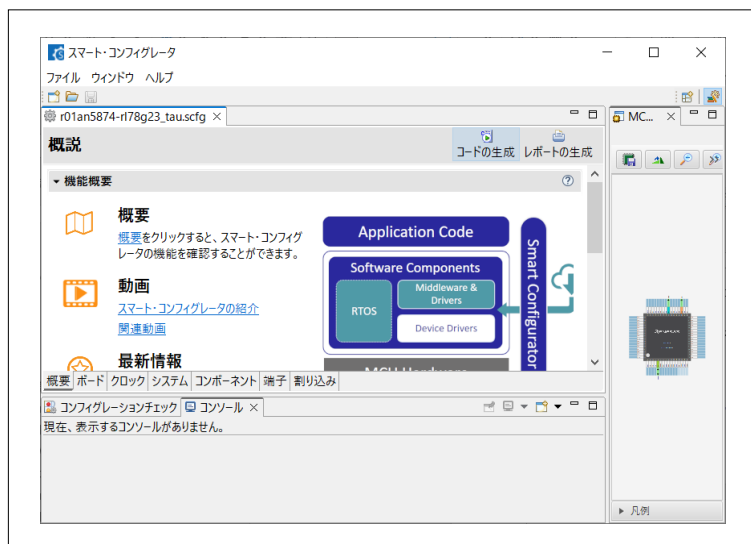 スマート・コンフィグレータ
ファイル ウィンドウ ヘルプ
r01an5874-rl78g23_tau.scfg
MC...
概説
コードの生成 レポートの生成
機能概要
概要
概要をクリックすると、スマート・コンフィグ
レータの機能を確認することができます。
動画
スマート・コンフィグレータの紹介
関連動画
最新情報
Application Code
Software Components
RTOS
Middleware &
Drivers
Device Drivers
MCU Hardware
Smart Configurator
概要 ボード クロック システム コンポーネント 端子 割り込み
コンフィグレーションチェック コンソール
現在、表示するコンソールがありません。
凡例